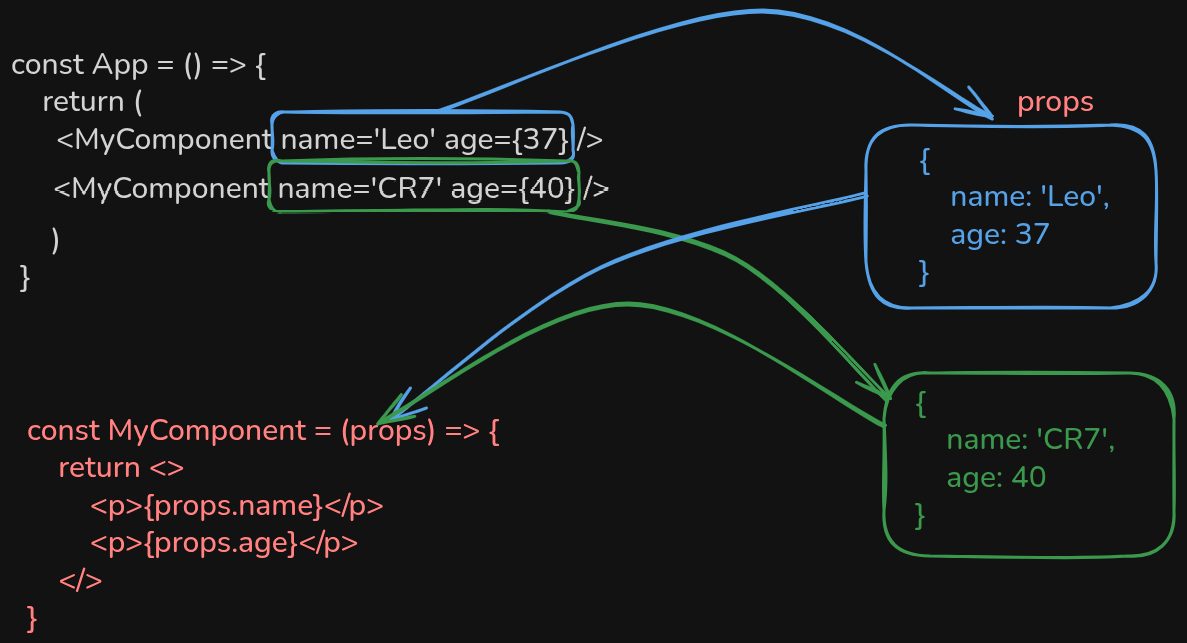 const App = () => {
return (
<MyComponent name='Leo' age={37} />
<MyComponent name='CR7' age={40} />
)
}
props
{
name: 'Leo',
age: 37
}
{
name: 'CR7',
age: 40
}
const MyComponent = (props) => {
return <>
<p>{props.name}</p>
<p>{props.age}</p>
</>
}